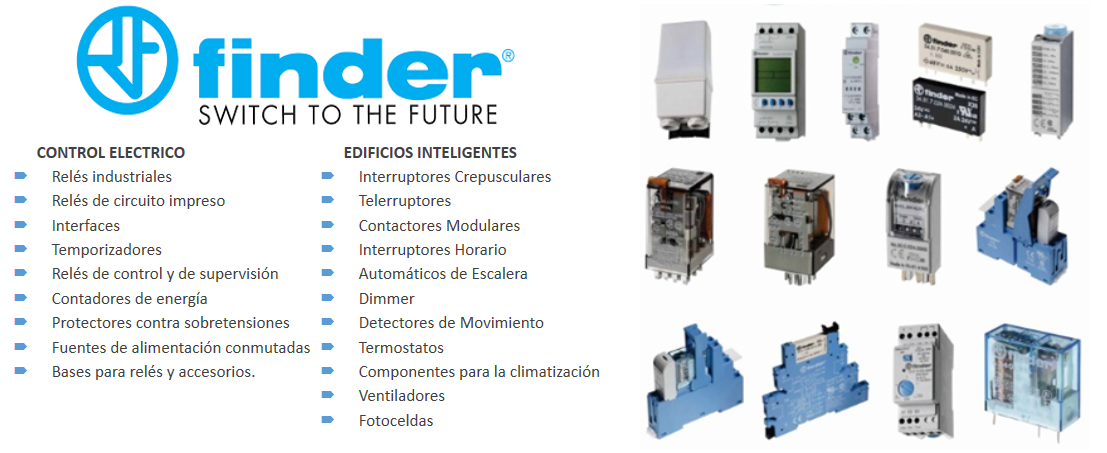 finder®
SWITCH TO THE FUTURE
CONTROL ELECTRICO
Relés industriales
Relés de circuito impreso
Interfaces
Temporizadores
Relés de control y de supervisión
Contadores de energía
Protectores contra sobretensiones
Fuentes de alimentación conmutadas
Bases para relés y accesorios.
EDIFICIOS INTELIGENTES
Interruptores Crepusculares
Telerruptores
Contactores Modulares
Interruptores Horario
Automáticos de Escalera
Dimmer
Detectores de Movimiento
Termostatos
Componentes para la climatización
Ventiladores
Fotoceldas
finder
finder
finder